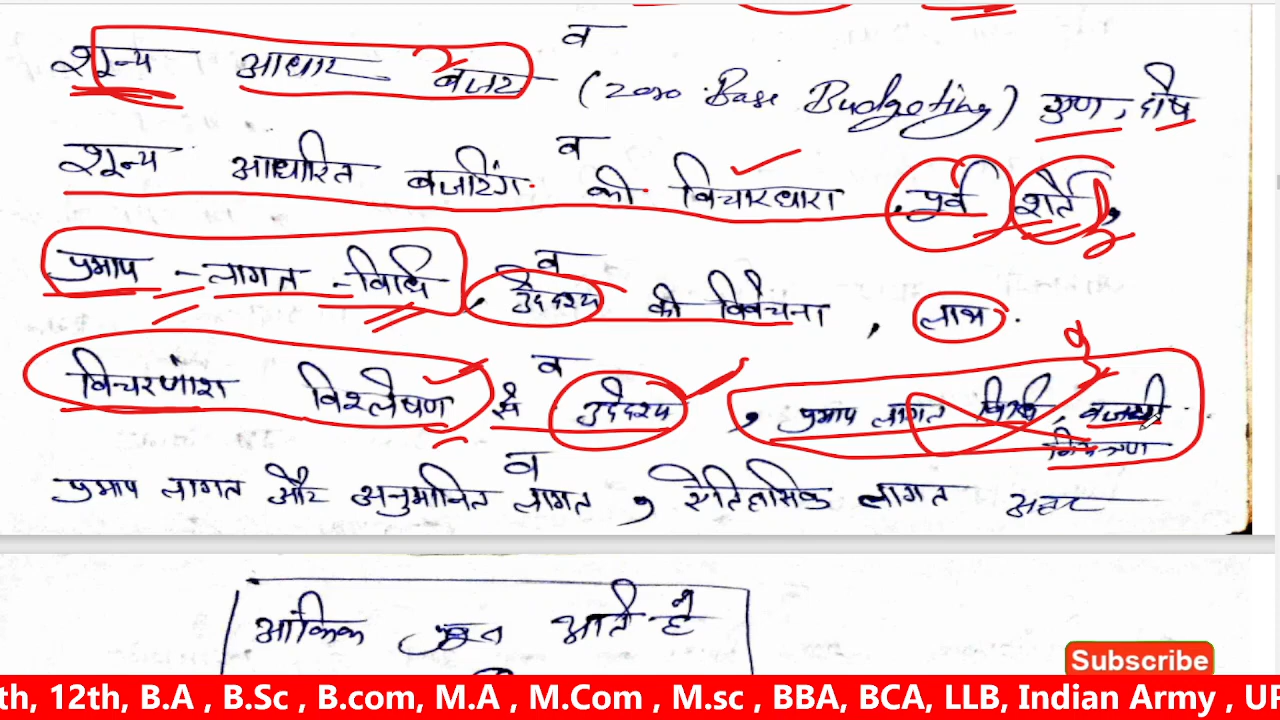 शून्य आधार बजट (Zero Base Budgeting) गुण, दोष
शून्य आधारित बजटिंग की विचारधारा, पूर्व शर्ते,
प्रमाप - लागत - विधि, उद्देश्य की विवेचना, लाभ.
विचरणांश विश्लेषण के उद्देश्य, प्रमाप लागत विधि, बजटरी
नियन्त्रण
प्रमाप लागत और अनुमानित लागत, ऐतिहासिक लागत अन्तर
आंकिक प्रश्न आते है
Subscribe
th, 12th, B.A , B.Sc , B.com, M.A , M.Com , M.sc , BBA, BCA, LLB, Indian Army , UP